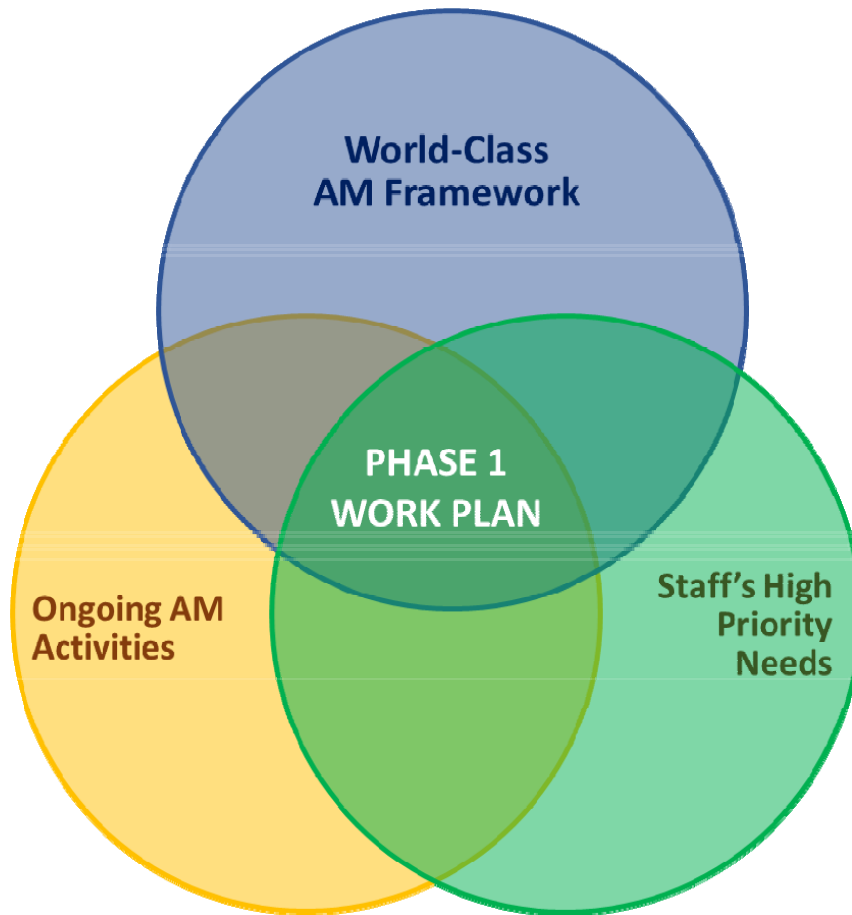 World-Class
AM Framework
PHASE 1
WORK PLAN
Ongoing AM
Activities
Staff’s High
Priority
Needs